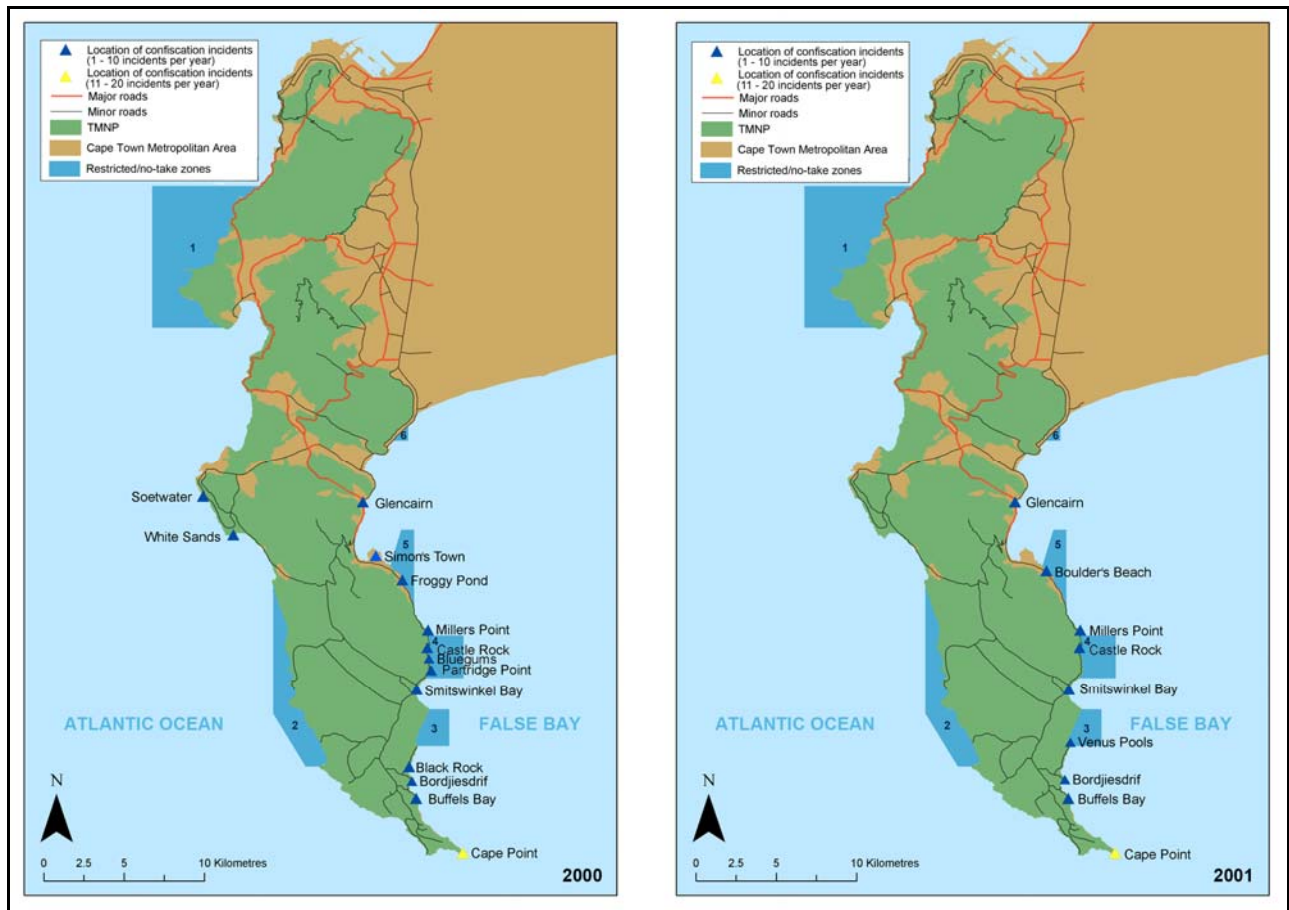 Location of confiscation incidents
(1 - 10 incidents per year)
Location of confiscation incidents
(11 - 20 incidents per year)
Major roads
Minor roads
TMNP
Cape Town Metropolitan Area
Restricted/no-take zones
1
6
Soetwater
Glencairn
White Sands
5
Simon's Town
Froggy Pond
Millers Point
4
Castle Rock
Bluegums
Partridge Point
Smitswinkel Bay
ATLANTIC OCEAN
2
3
FALSE BAY
Black Rock
Bordjiesdrif
Buffels Bay
N
Cape Point
0 2.5 5 10 Kilometres
2000
Location of confiscation incidents
(1 - 10 incidents per year)
Location of confiscation incidents
(11 - 20 incidents per year)
Major roads
Minor roads
TMNP
Cape Town Metropolitan Area
Restricted/no-take zones
1
6
Glencairn
5
Boulder's Beach
Millers Point
4
Castle Rock
Smitswinkel Bay
ATLANTIC OCEAN
2
3
FALSE BAY
Venus Pools
Bordjiesdrif
Buffels Bay
N
Cape Point
0 2.5 5 10 Kilometres
2001